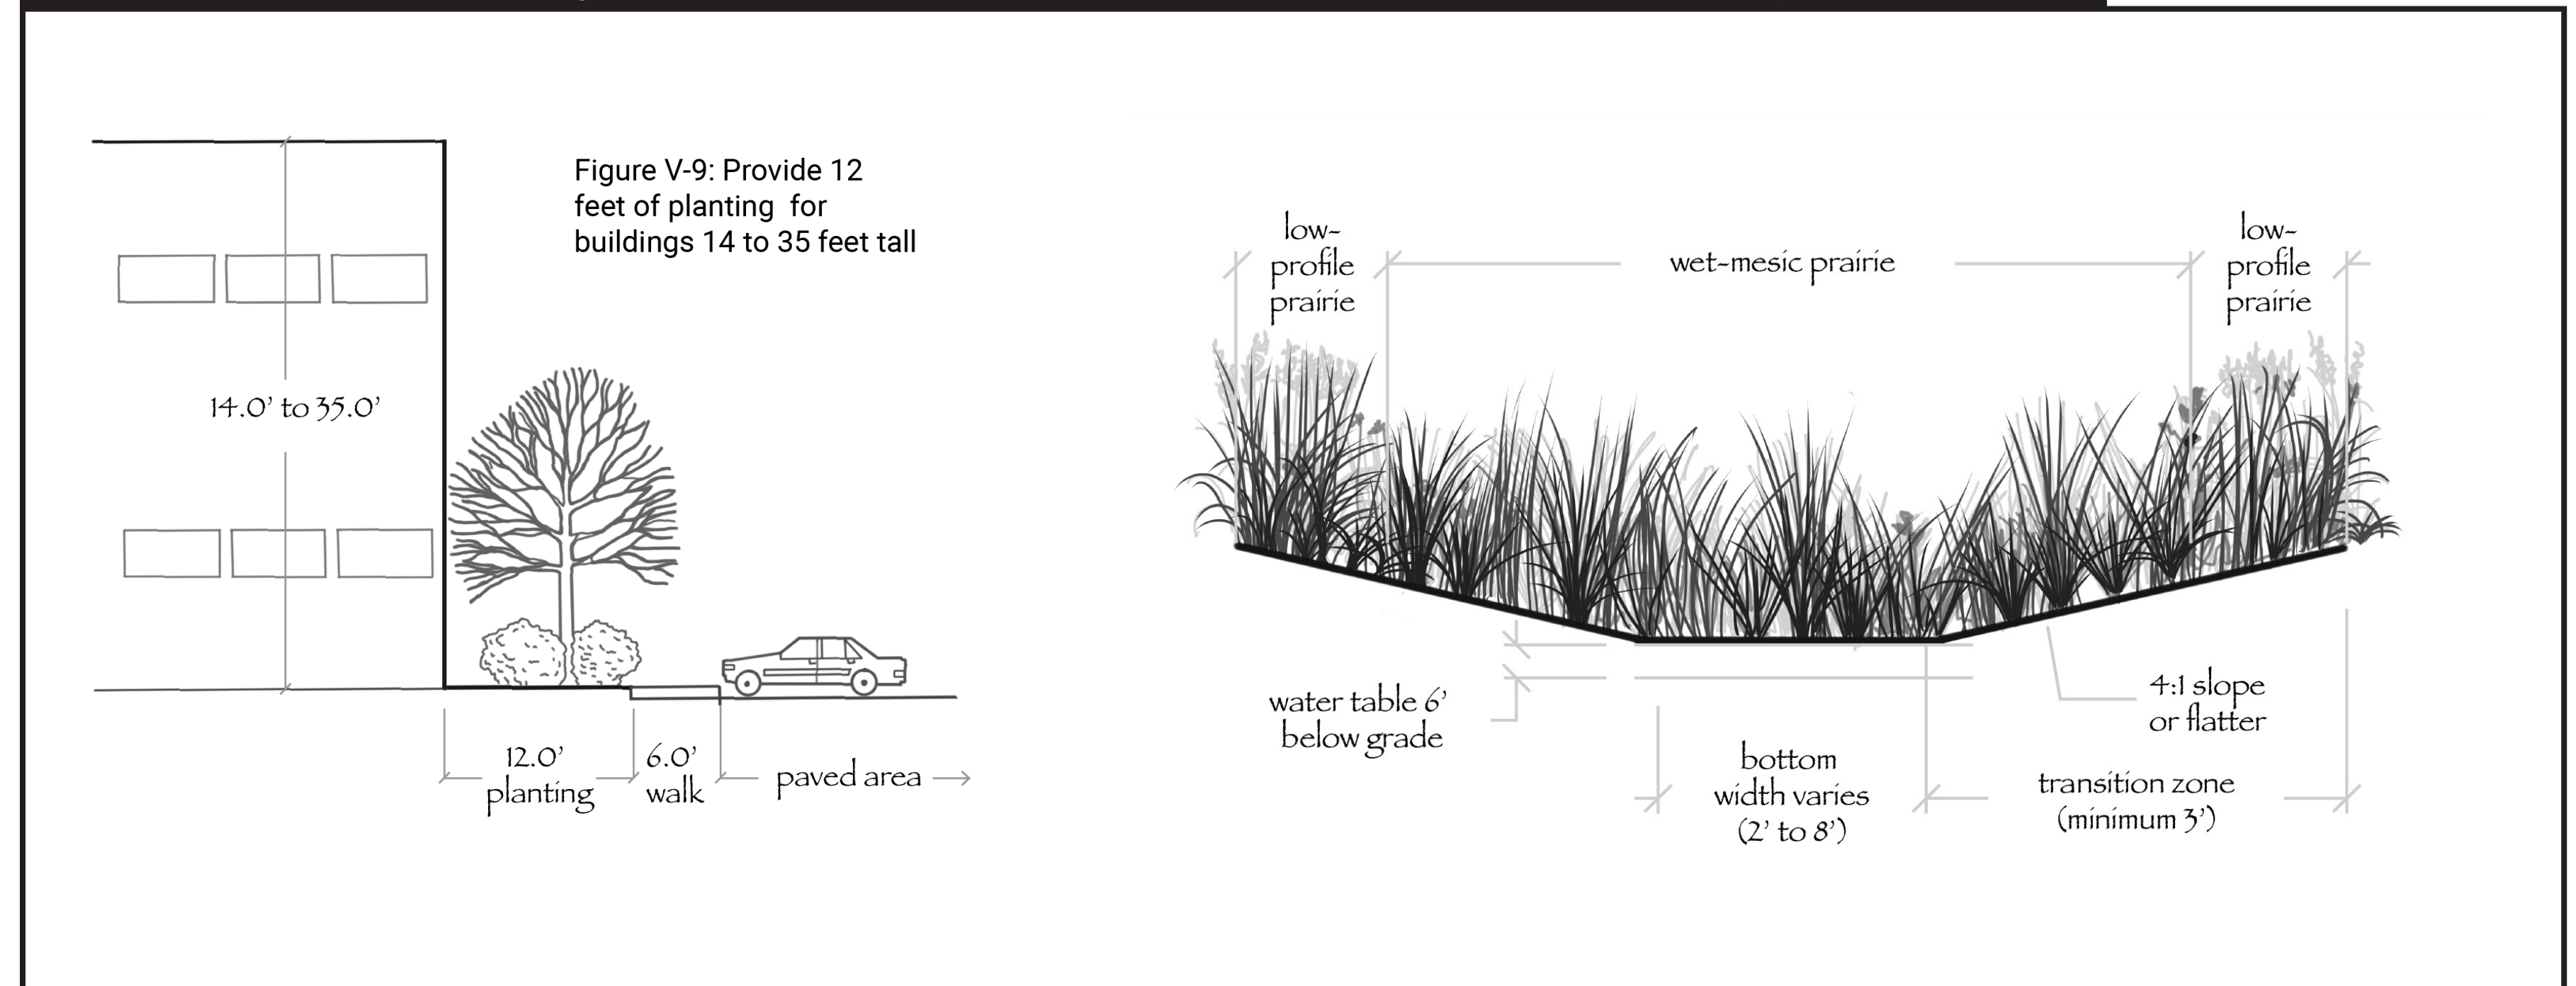 Figure V-9: Provide 12
feet of planting  for
buildings 14 to 35 feet tall
14.0' to 35.0'
12.0'
planting
6.0'
walk
paved area
low-
profile
prairie
wet-mesic prairie
low-
profile
prairie
water table 6'
below grade
bottom
width varies
(2' to 8')
4:1 slope
or flatter
transition zone
(minimum 3')